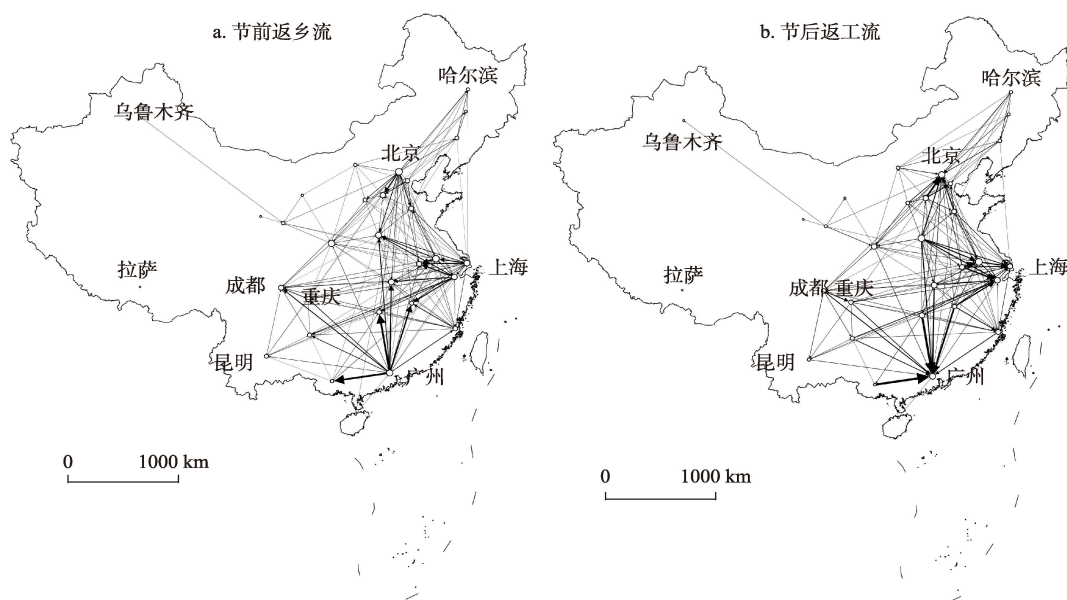 a. 节前返乡流
哈尔滨
乌鲁木齐
北京
拉萨
成都
重庆
上海
昆明
广州
0 1000 km
b. 节后返工流
哈尔滨
乌鲁木齐
北京
拉萨
成都 重庆
上海
昆明
广州
0 1000 km